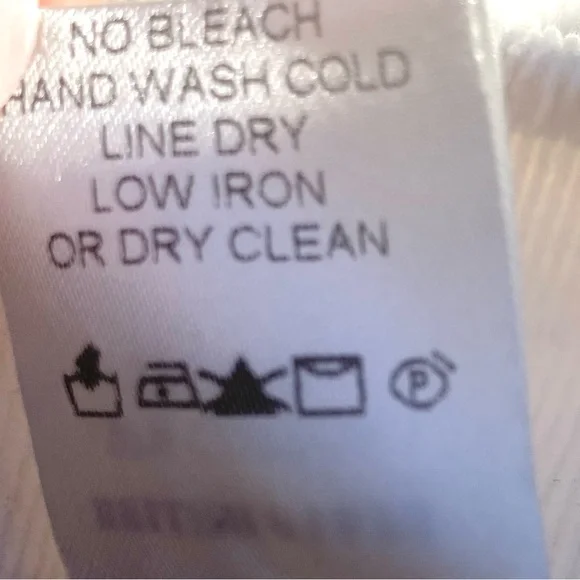 NO BLEACH
HAND WASH COLD
LINE DRY
LOW IRON
OR DRY CLEAN
P